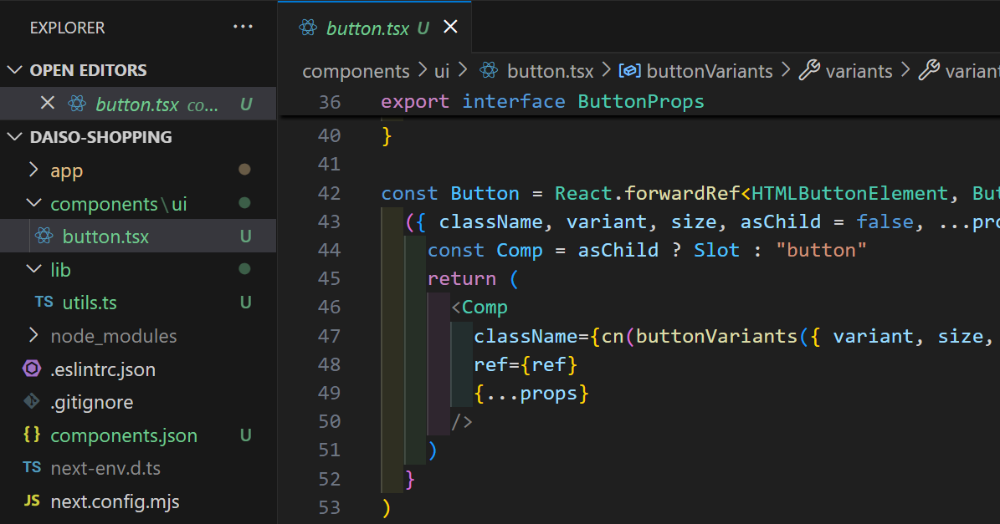 EXPLORER ...
OPEN EDITORS
button.tsx co... U
DAISO-SHOPPING
app
components\ui
button.tsx U
lib
TS utils.ts U
node_modules
.eslintrc.json
.gitignore
{} components.json U
TS next-env.d.ts
JS next.config.mjs
button.tsx U
components > ui > button.tsx > buttonVariants > variants > variant
36 export interface ButtonProps
40 }
41
42 const Button = React.forwardRef<HTMLButtonElement, But
43 ({ className, variant, size, asChild = false, ...pro
44 const Comp = asChild ? Slot : "button"
45 return (
46 <Comp
47 className={cn(buttonVariants({ variant, size,
48 ref={ref}
49 {...props}
50 />
51 )
52 }
53 )